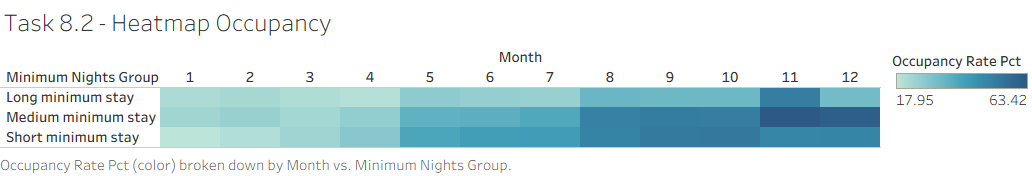 Task 8.2 - Heatmap Occupancy
Month
Minimum Nights Group 1 2 3 4 5 6 7 8 9 10 11 12
Long minimum stay
Medium minimum stay
Short minimum stay
Occupancy Rate Pct
17.95 63.42
Occupancy Rate Pct (color) broken down by Month vs. Minimum Nights Group.